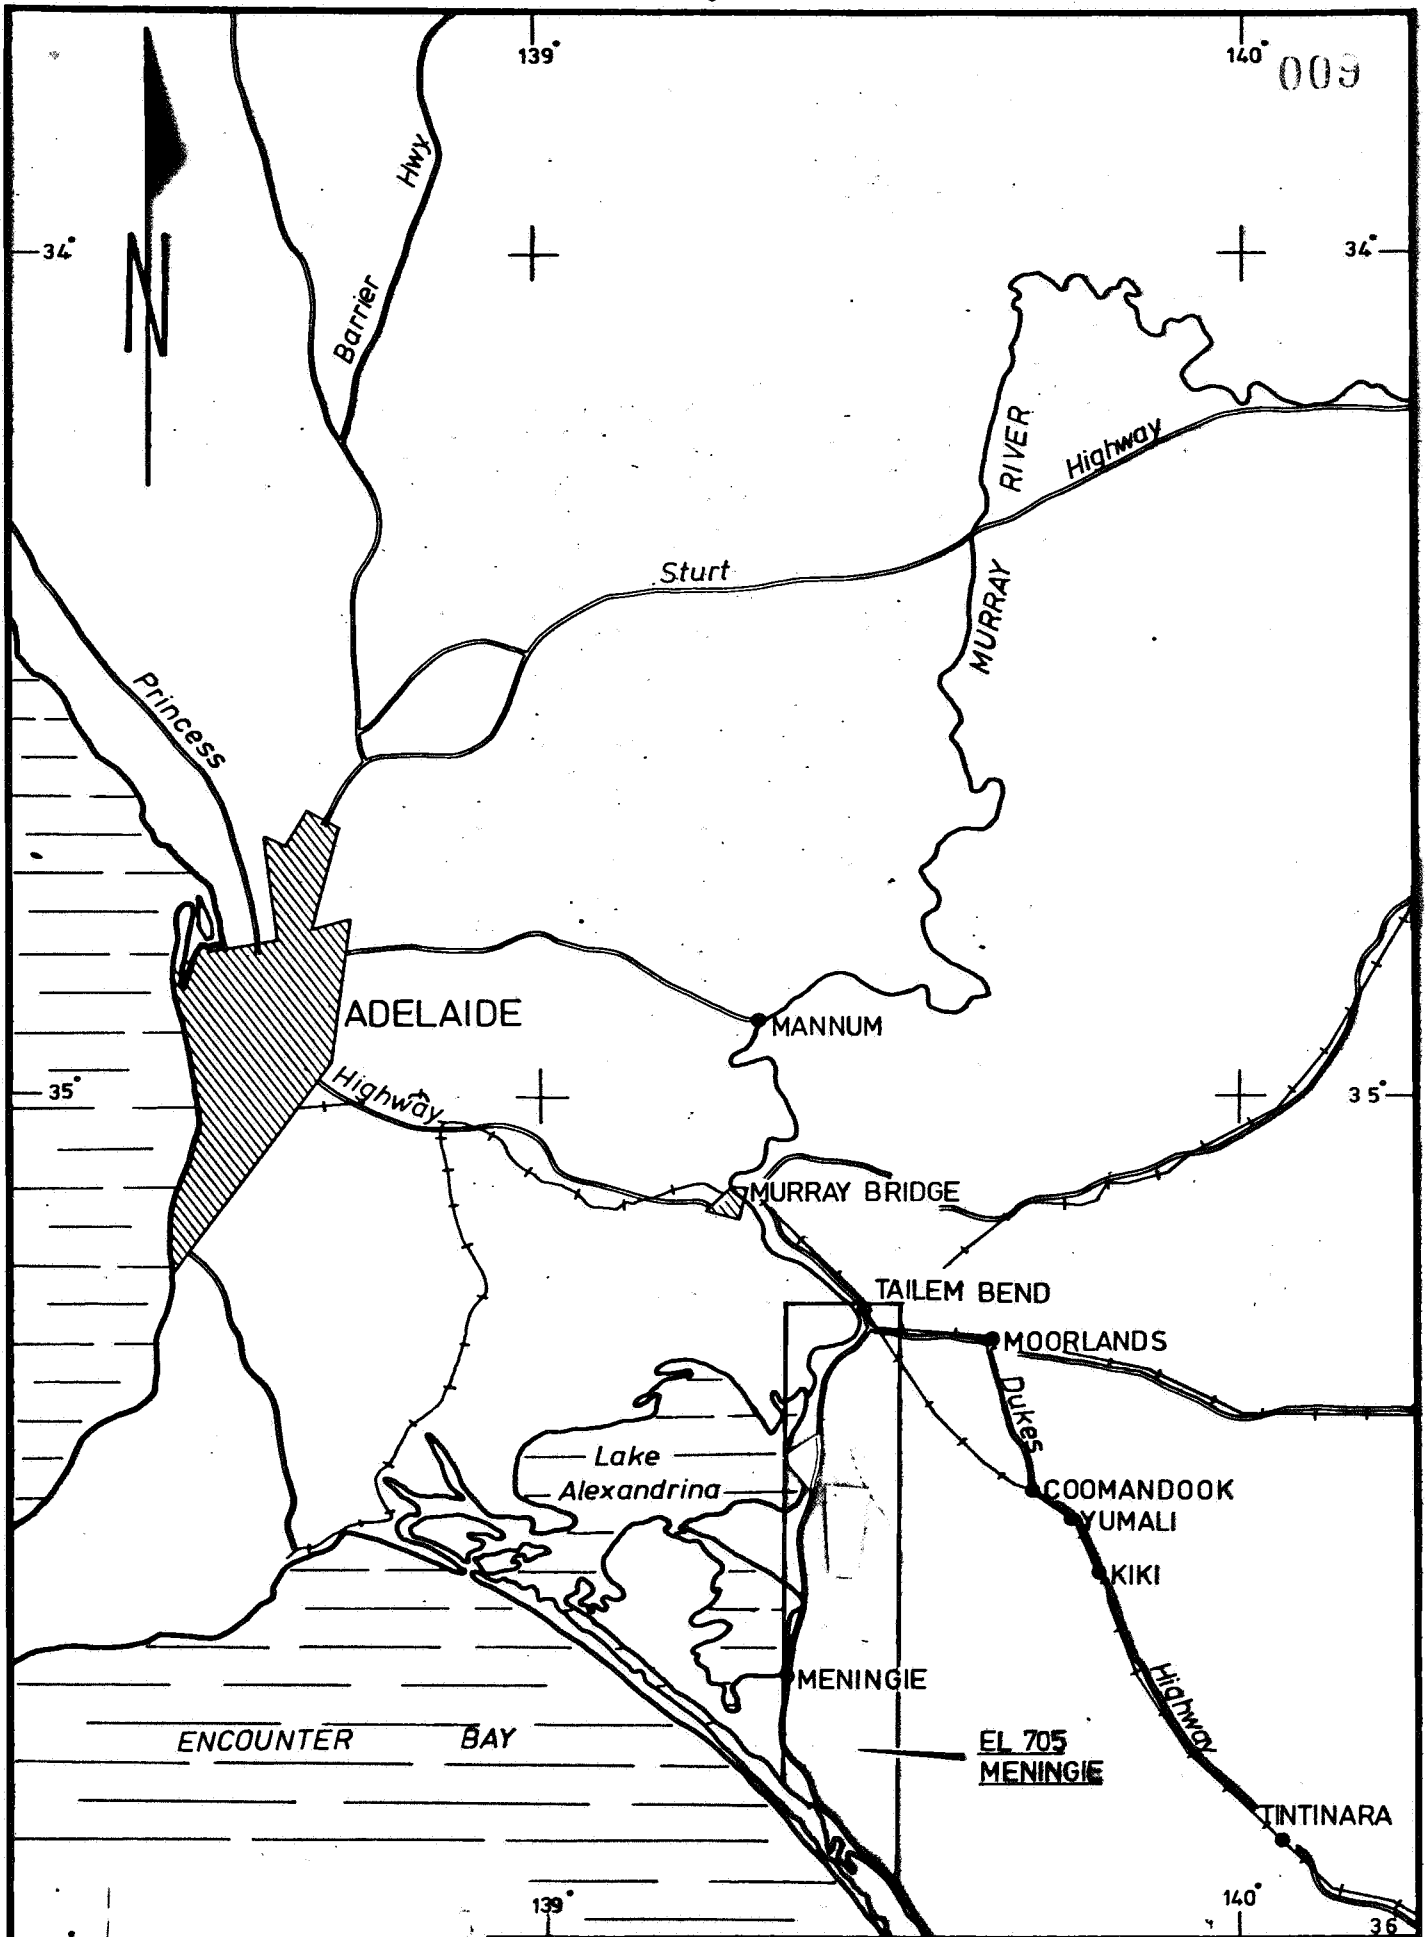 139°
140°
009
Barrier Hwy
34°
34°
N
RIVER
Highway
Sturt
MURRAY
Princess
ADELAIDE
MANNUM
35°
35°
Highway
MURRAY BRIDGE
TAILEM BEND
MOORLANDS
Dukes
Lake
Alexandrina
COOMANDOOK
YUMALI
KIKI
MENINGIE
Highway
ENCOUNTER BAY
EL 705
MENINGIE
TINTINARA
139°
140°
36